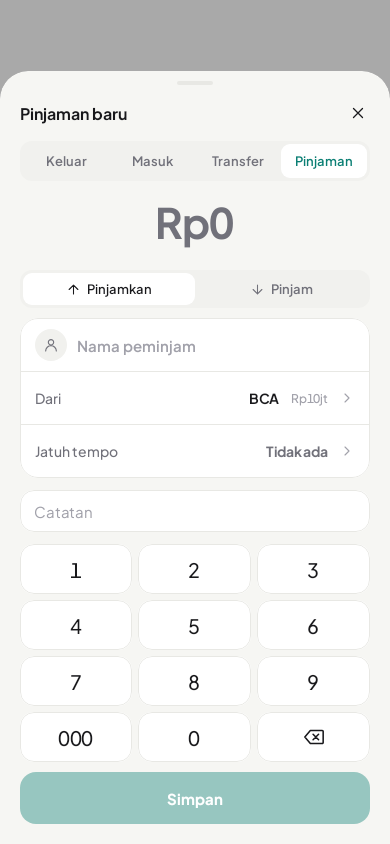 Pinjaman baru
Keluar Masuk Transfer Pinjaman
Rp0
Pinjamkan Pinjam
Nama peminjam
Dari BCA Rp10jt
Jatuh tempo Tidak ada
Catatan
1 2 3
4 5 6
7 8 9
000 0
Simpan